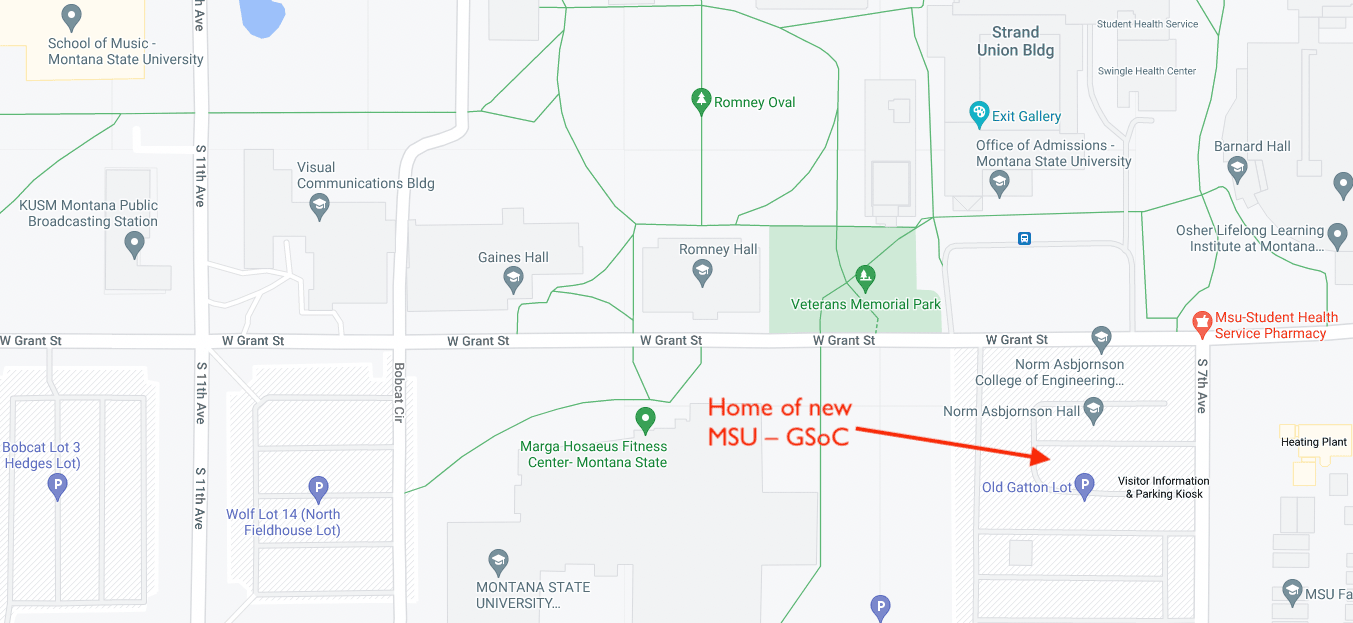 h Ave
School of Music -
Montana State University
Romney Oval
Strand
Union Bldg
Student Health Service
Swingle Health Center
Exit Gallery
Office of Admissions -
Montana State University
Barnard Hall
S 11th Ave
Visual
Communications Bldg
KUSM Montana Public
Broadcasting Station
Osher Lifelong Learning
Institute at Montana...
Gaines Hall
Romney Hall
Veterans Memorial Park
Msu-Student Health
Service Pharmacy
W Grant St
W Grant St
W Grant St
W Grant St
W Grant St
W Grant St
Norm Asbjornson
College of Engineering...
S 11th Ave
Bobcat Cir
S 7th Ave
Home of new
MSU – GSoC
Norm Asbjornson Hall
Marga Hosaeus Fitness
Center- Montana State
Bobcat Lot 3
Hedges Lot)
P
Heating Plant
Old Gatton Lot
P
Visitor Information
& Parking Kiosk
S 11th Ave
P
Wolf Lot 14 (North
Fieldhouse Lot)
MONTANA STATE
UNIVERSITY...
P
MSU Fa